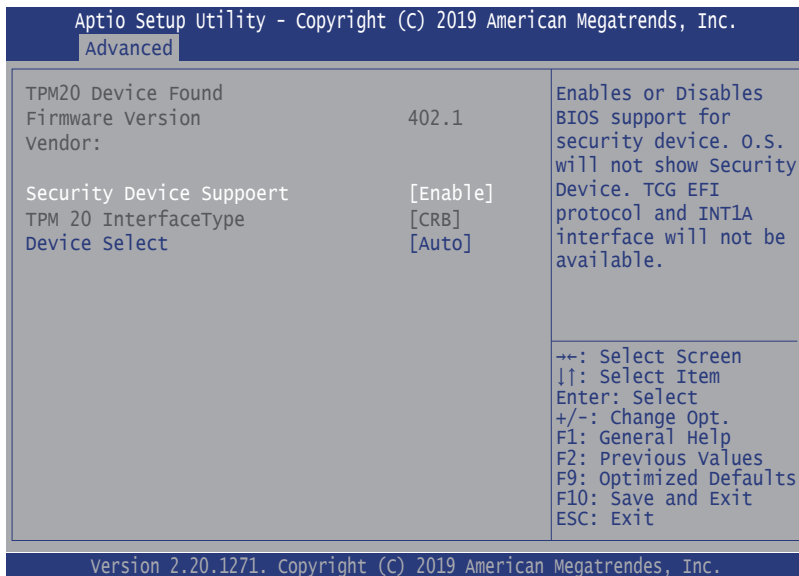 Aptio Setup Utility - Copyright (C) 2019 American Megatrends, Inc.
Advanced
TPM20 Device Found
Firmware Version 402.1
Vendor:
Security Device Suppoert [Enable]
TPM 20 InterfaceType [CRB]
Device Select [Auto]
Enables or Disables
BIOS support for
security device. O.S.
will not show Security
Device. TCG EFI
protocol and INT1A
interface will not be
available.
→←: Select Screen
↓↑: Select Item
Enter: Select
+/-: Change Opt.
F1: General Help
F2: Previous Values
F9: Optimized Defaults
F10: Save and Exit
ESC: Exit
Version 2.20.1271. Copyright (C) 2019 American Megatrendes, Inc.